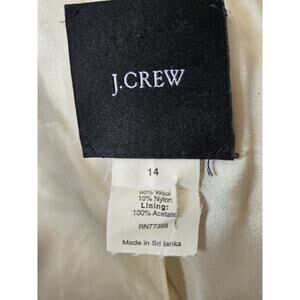 J.CREW
14
90% Wool
10% Nylon
Lining:
100% Acetate
RN77388
Made in Sri lanka